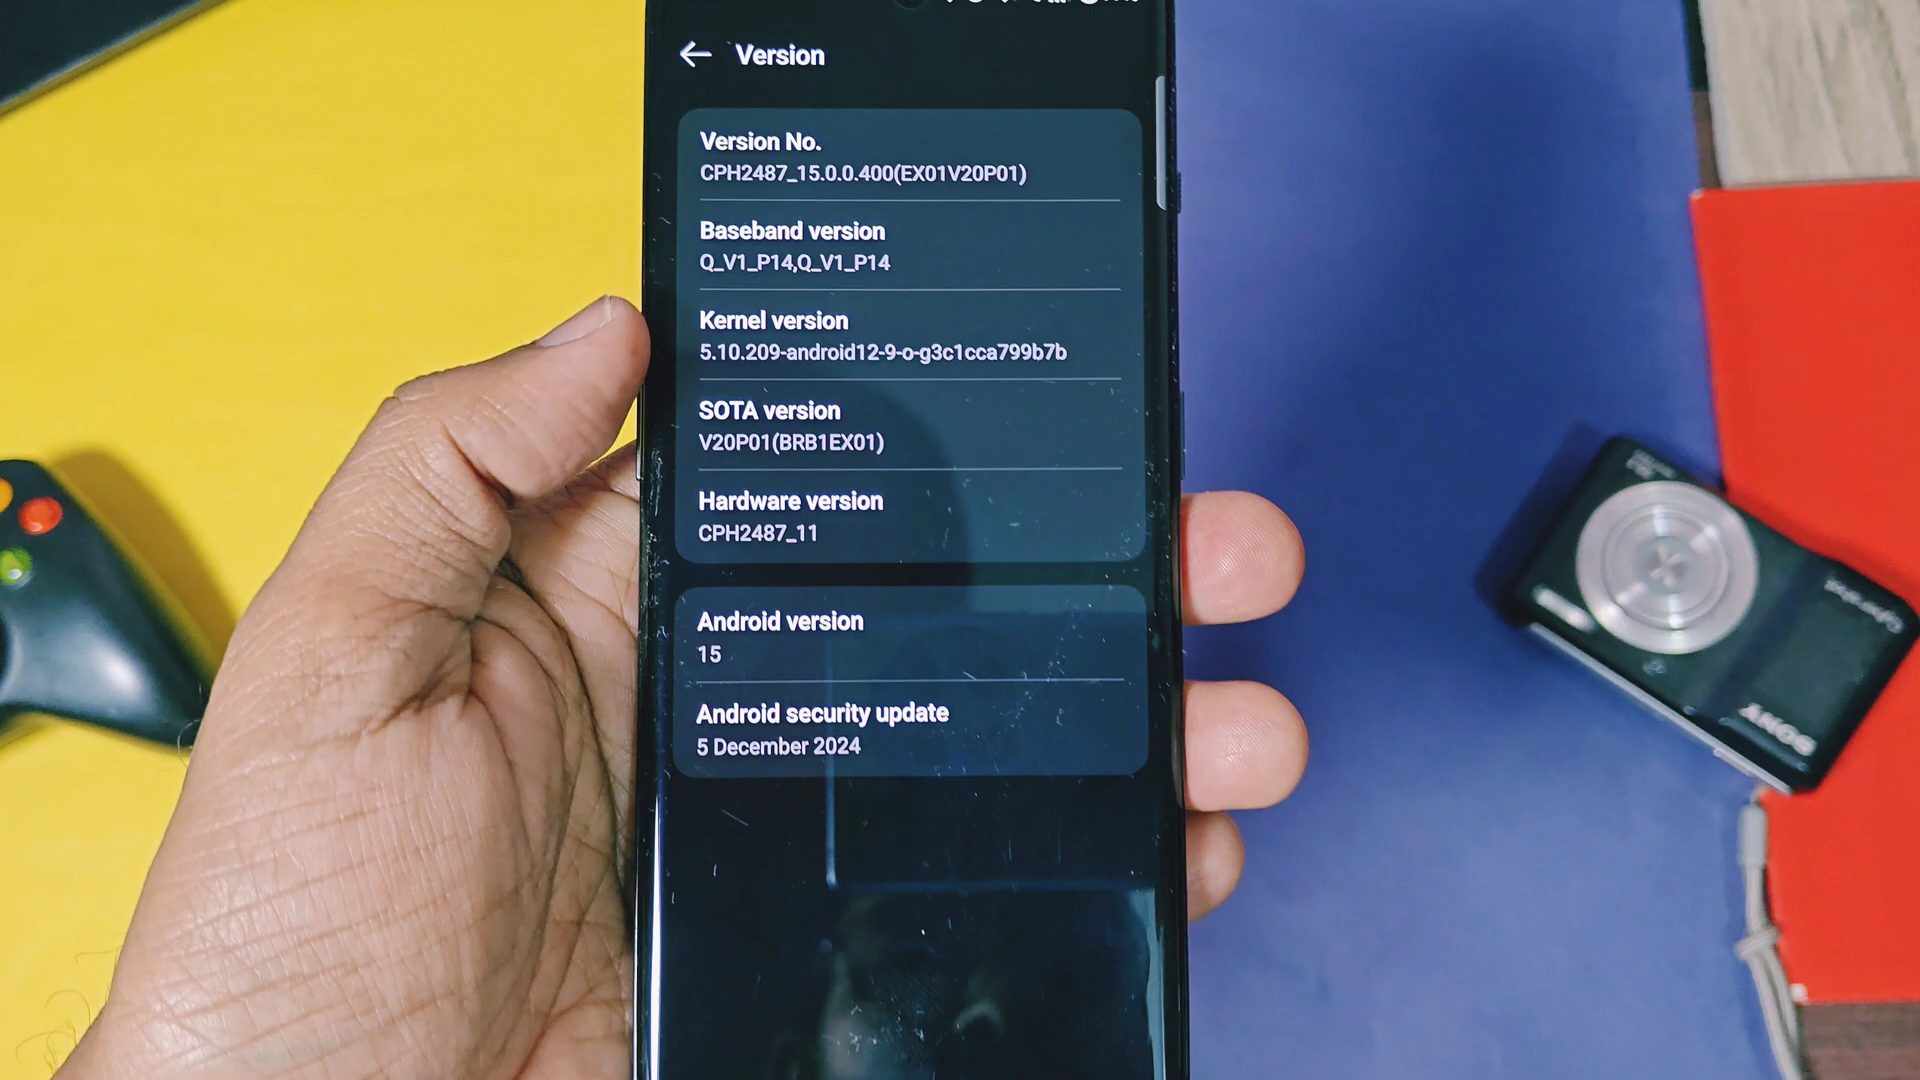 Version
Version No.
CPH2487_15.0.0.400(EX01V20P01)
Baseband version
Q_V1_P14,Q_V1_P14
Kernel version
5.10.209-android12-9-o-g3c1cca799b7b
SOTA version
V20P01(BRB1EX01)
Hardware version
CPH2487_11
Android version
15
Android security update
5 December 2024
SONY